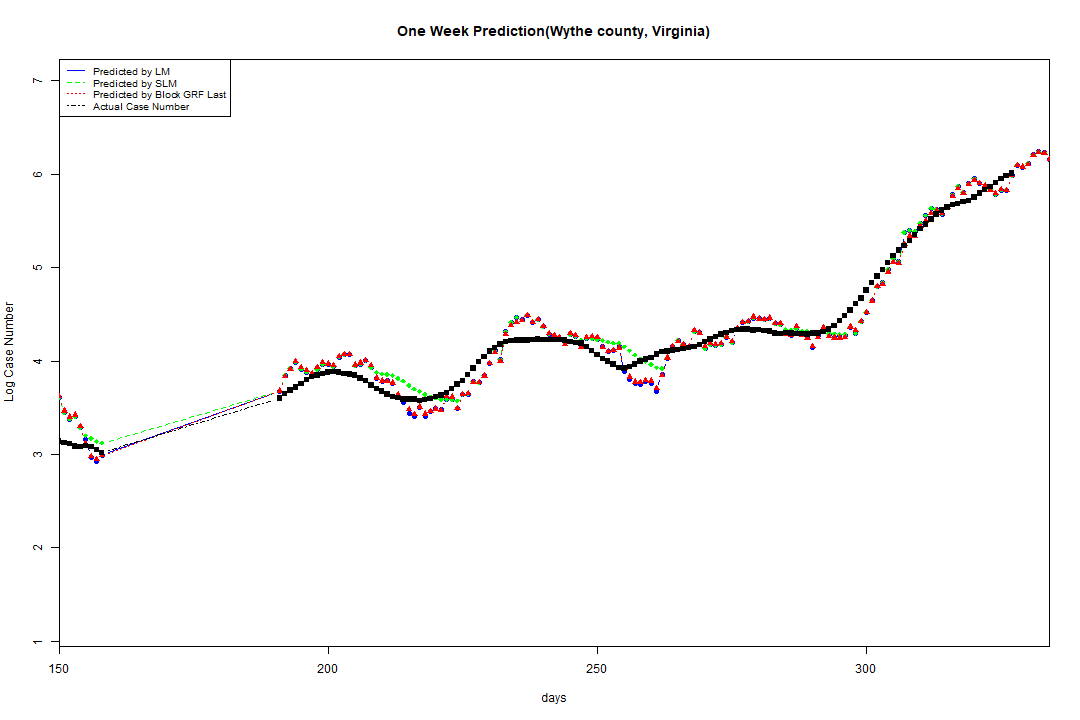 One Week Prediction(Wythe county, Virginia)
Predicted by LM
Predicted by SLM
Predicted by Block GRF Last
Actual Case Number
7
6
5
4
3
2
1
Log Case Number
150 200 250 300
days